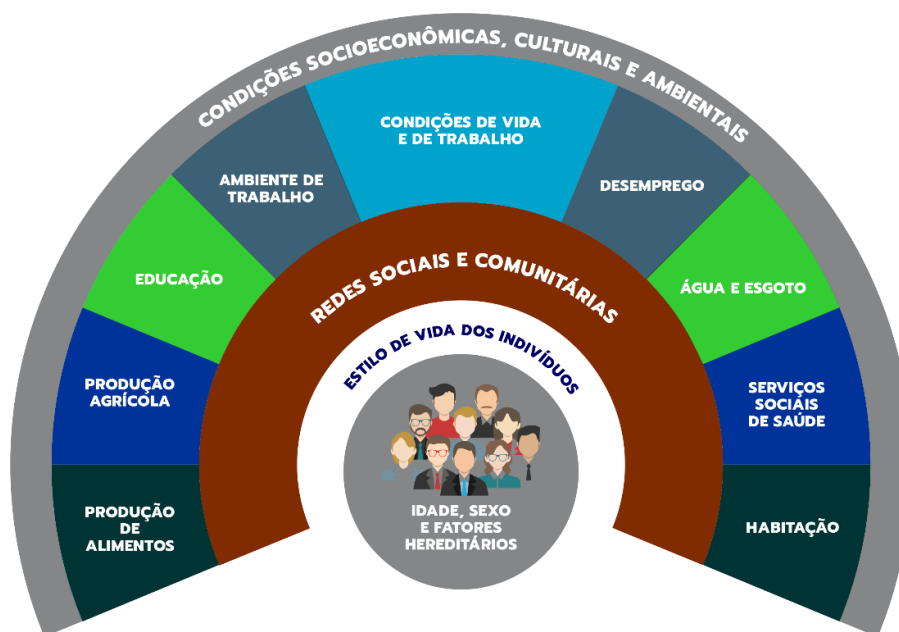 CONDIÇÕES SOCIOECONÔMICAS, CULTURAIS E AMBIENTAIS
CONDIÇÕES DE VIDA
E DE TRABALHO
AMBIENTE DE
TRABALHO
DESEMPREGO
EDUCAÇÃO
ÁGUA E ESGOTO
PRODUÇÃO
AGRÍCOLA
SERVIÇOS
SOCIAIS
DE SAÚDE
PRODUÇÃO
DE
ALIMENTOS
HABITAÇÃO
REDES SOCIAIS E COMUNITÁRIAS
ESTILO DE VIDA DOS INDIVÍDUOS
IDADE, SEXO
E FATORES
HEREDITÁRIOS